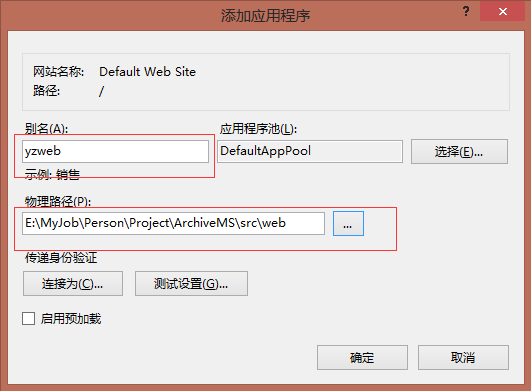 添加应用程序
?
网站名称: Default Web Site
路径: /
别名(A):
应用程序池(L):
yzweb
DefaultAppPool
选择(E)...
示例: 销售
物理路径(P):
E:\MyJob\Person\Project\ArchiveMS\src\web
...
传递身份验证
连接为(C)...
测试设置(G)...
启用预加载
确定
取消